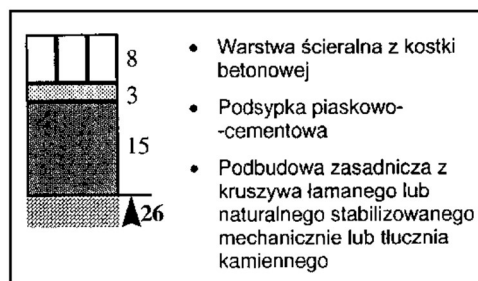 8
3
15
26
• Warstwa ścieralna z kostki
betonowej
• Podsypka piaskowo-
-cementowa
• Podbudowa zasadnicza z
kruszywa łamanego lub
naturalnego stabilizowanego
mechanicznie lub tłucznia
kamiennego